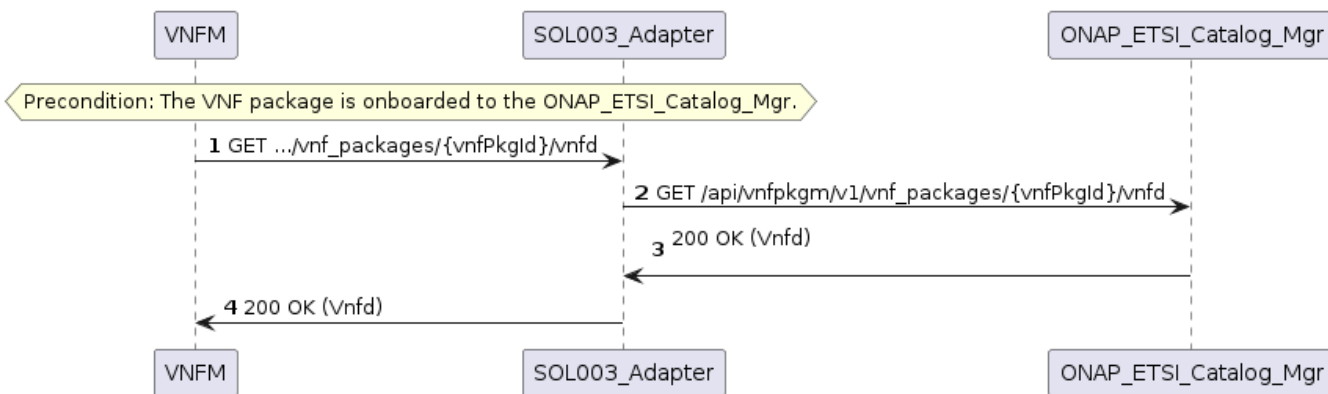 VNFM SOL003_Adapter ONAP_ETSI_Catalog_Mgr
Precondition: The VNF package is onboarded to the ONAP_ETSI_Catalog_Mgr.
1 GET .../vnf_packages/{vnfPkgId}/vnfd
2 GET /api/vnfpkgm/v1/vnf_packages/{vnfPkgId}/vnfd
3 200 OK (Vnfd)
4 200 OK (Vnfd)
VNFM SOL003_Adapter ONAP_ETSI_Catalog_Mgr